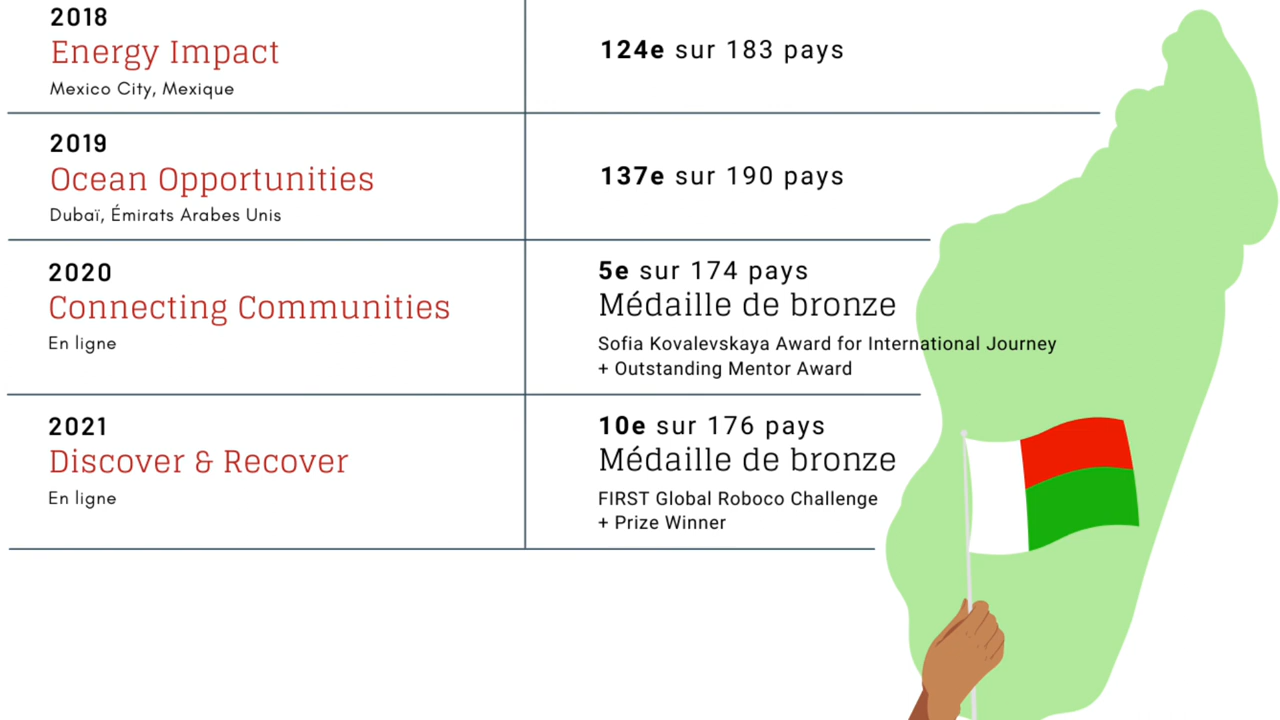 2018
Energy Impact
Mexico City, Mexique
124e sur 183 pays
2019
Ocean Opportunities
Dubaï, Émirats Arabes Unis
137e sur 190 pays
2020
Connecting Communities
En ligne
5e sur 174 pays
Médaille de bronze
Sofia Kovalevskaya Award for International Journey
+ Outstanding Mentor Award
2021
Discover & Recover
En ligne
10e sur 176 pays
Médaille de bronze
FIRST Global Roboco Challenge
+ Prize Winner